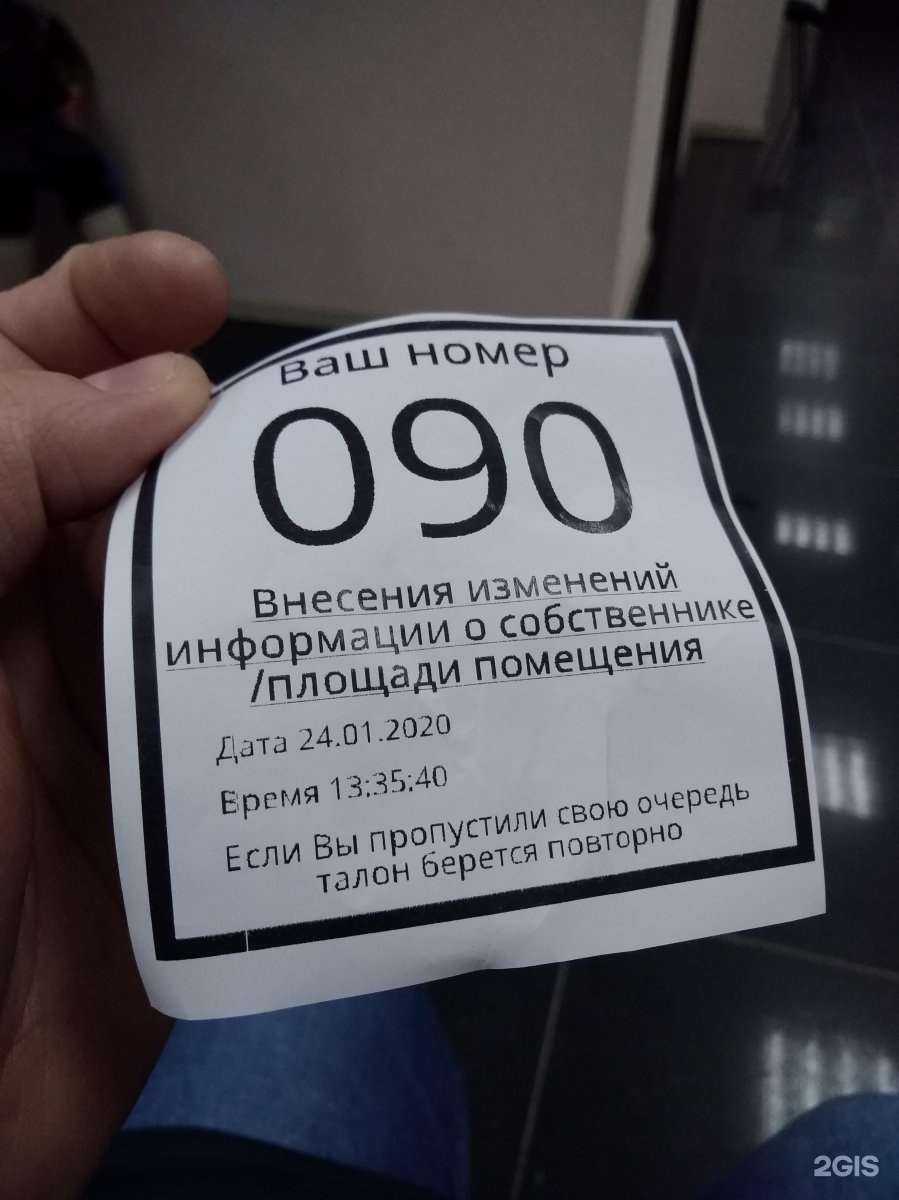 Ваш номер
090
Внесения изменений
информации о собственнике
/площади помещения
Дата 24.01.2020
Время 13:35:40
Если Вы пропустили свою очередь
талон берется повторно
2GIS